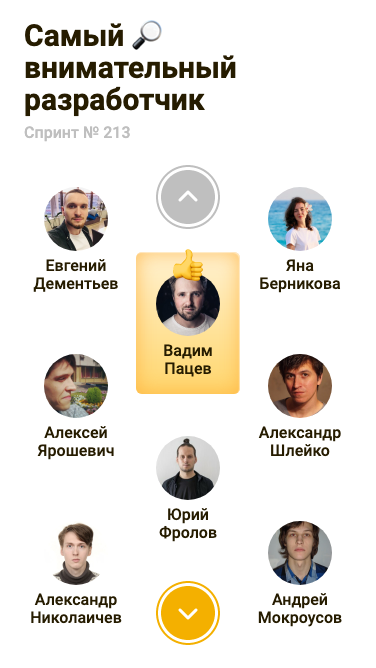 Самый 🔎
внимательный
разработчик
Спринт № 213
Евгений
Дементьев
Яна
Берникова
Вадим
Пацев
Алексей
Ярошевич
Александр
Шлейко
Юрий
Фролов
Александр
Николаичев
Андрей
Мокроусов